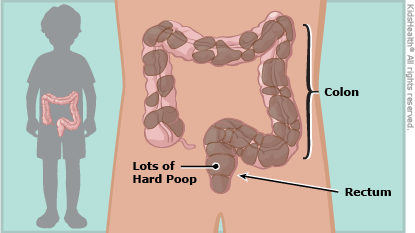 Colon
Lots of
Hard Poop
Rectum
KidsHealth® All rights reserved.